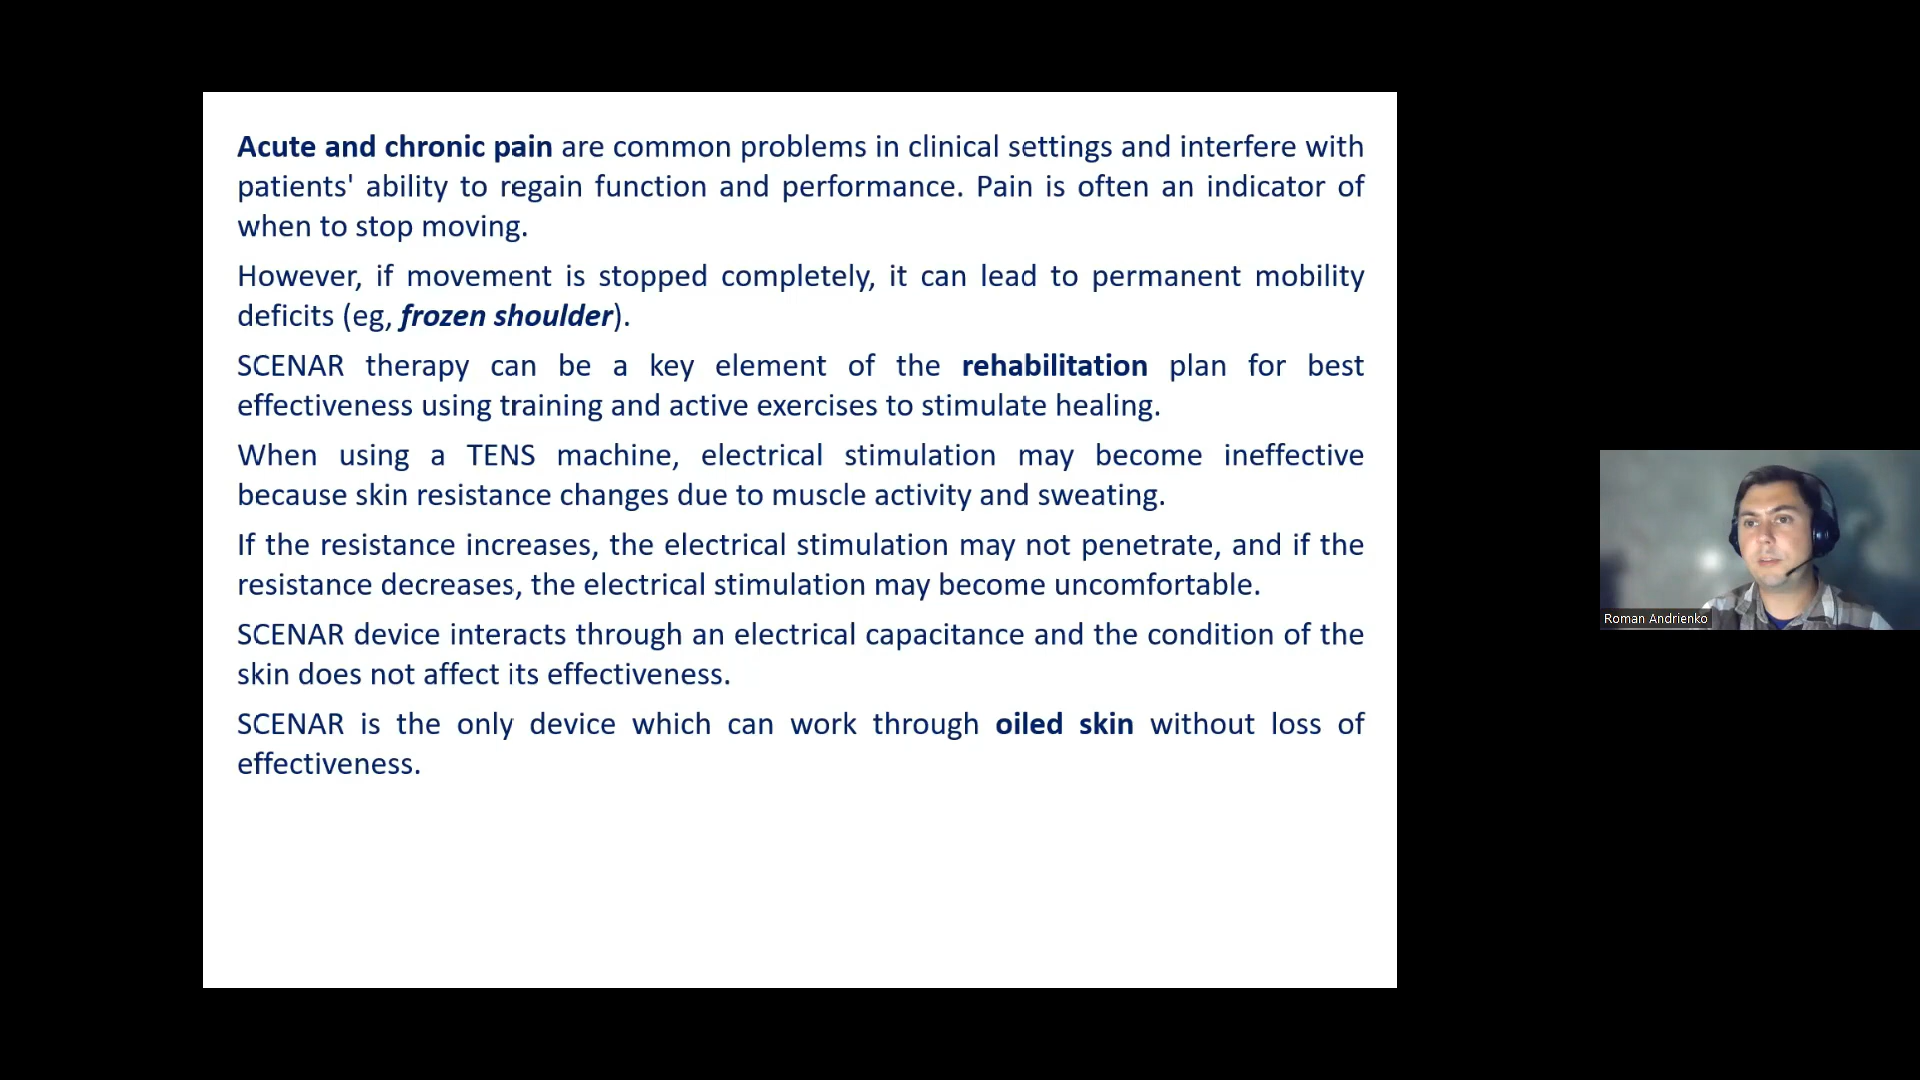 Acute and chronic pain are common problems in clinical settings and interfere with
patients' ability to regain function and performance. Pain is often an indicator of
when to stop moving.
However, if movement is stopped completely, it can lead to permanent mobility
deficits (eg, frozen shoulder).
SCENAR therapy can be a key element of the rehabilitation plan for best
effectiveness using training and active exercises to stimulate healing.
When using a TENS machine, electrical stimulation may become ineffective
because skin resistance changes due to muscle activity and sweating.
If the resistance increases, the electrical stimulation may not penetrate, and if the
resistance decreases, the electrical stimulation may become uncomfortable.
SCENAR device interacts through an electrical capacitance and the condition of the
skin does not affect its effectiveness.
SCENAR is the only device which can work through oiled skin without loss of
effectiveness.
Roman Andrienko